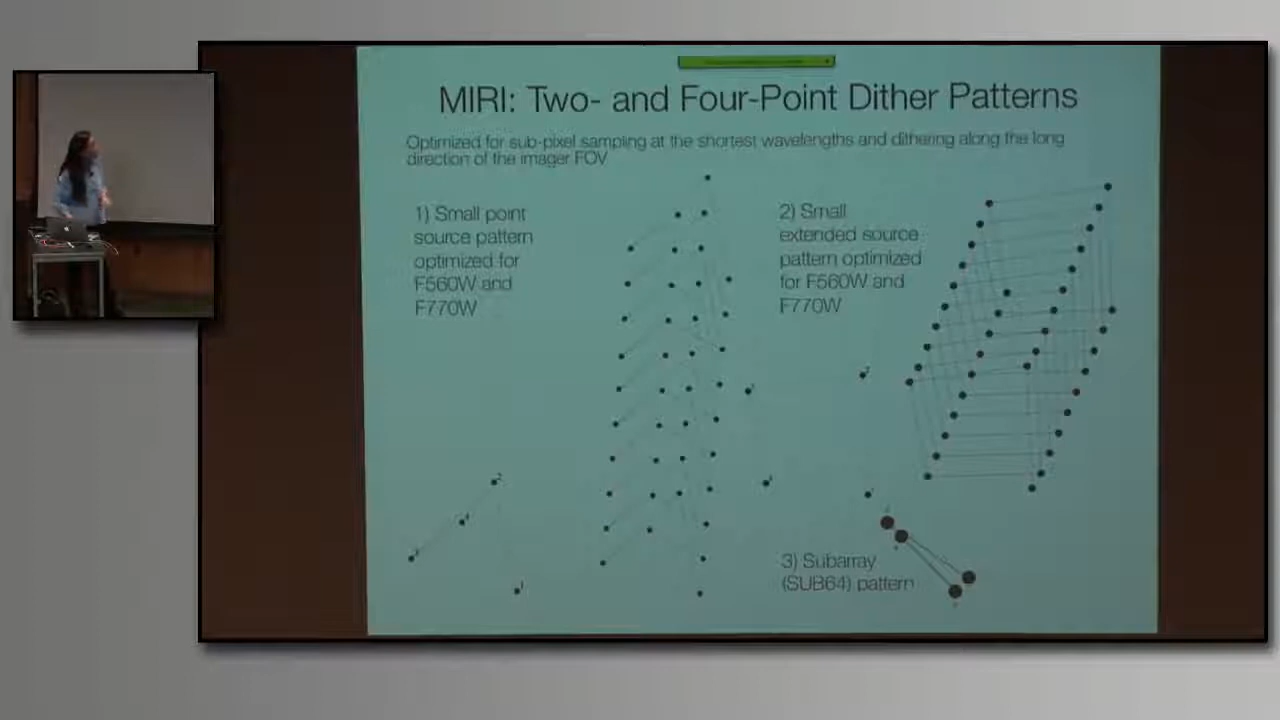 MIRI: Two- and Four-Point Dither Patterns
Optimized for sub-pixel sampling at the shortest wavelengths and dithering along the long
direction of the imager FOV
1) Small point
source pattern
optimized for
F560W and
F770W
2) Small
extended source
pattern optimized
for F560W and
F770W
3) Subarray
(SUB64) pattern